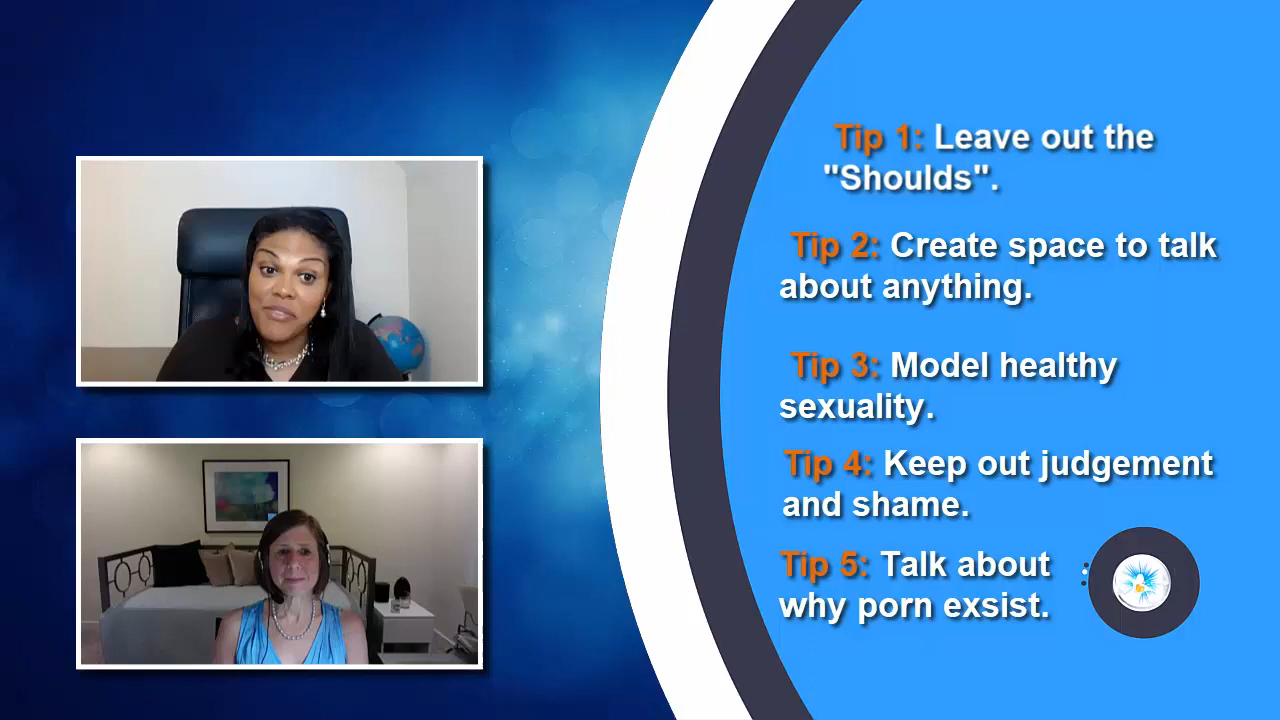 Tip 1: Leave out the
"Shoulds".
Tip 2: Create space to talk
about anything.
Tip 3: Model healthy
sexuality.
Tip 4: Keep out judgement
and shame.
Tip 5: Talk about
why porn exsist.